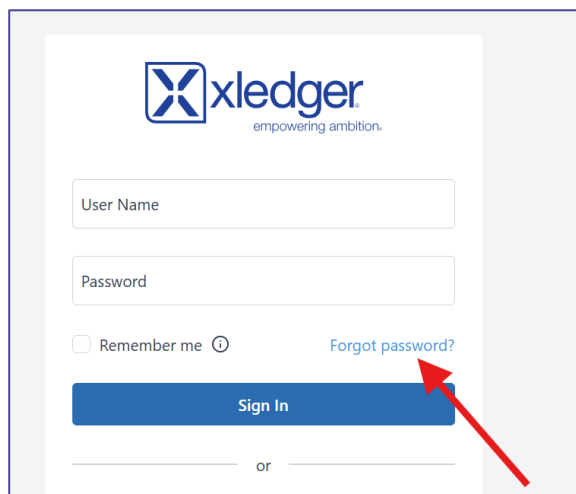 xledger
empowering ambition.
User Name
Password
Remember me Forgot password?
Sign In
or